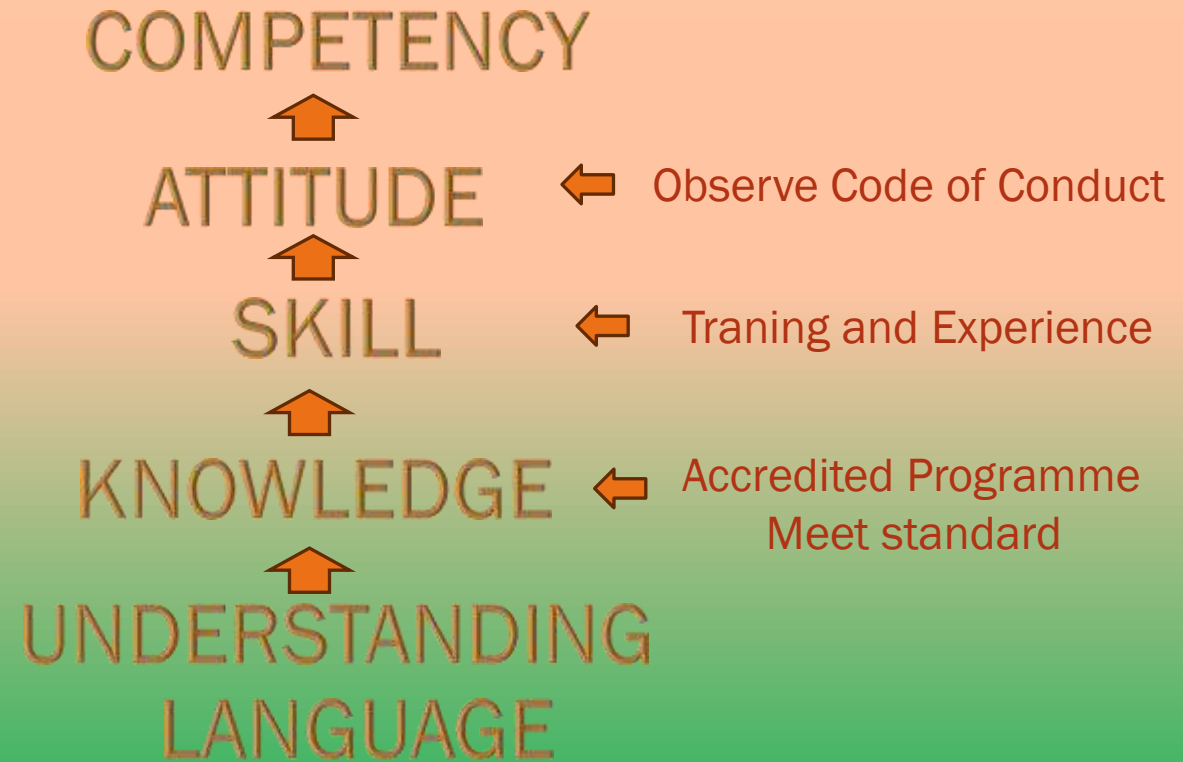 COMPETENCY
ATTITUDE
Observe Code of Conduct
SKILL
Traning and Experience
KNOWLEDGE
Accredited Programme
Meet standard
UNDERSTANDING
LANGUAGE